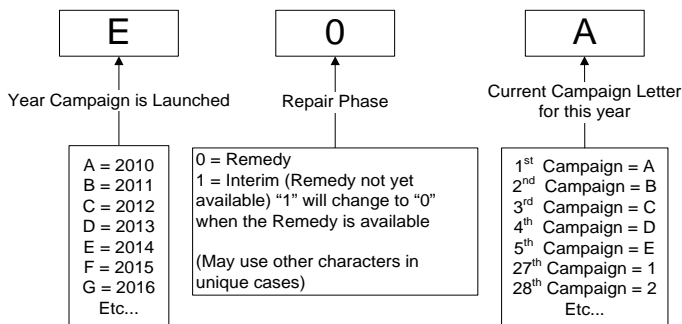 E
0
A
Year Campaign is Launched
Repair Phase
Current Campaign Letter
for this year
A = 2010
B = 2011
C = 2012
D = 2013
E = 2014
F = 2015
G = 2016
Etc...
0 = Remedy
1 = Interim (Remedy not yet
available) “1” will change to “0”
when the Remedy is available
(May use other characters in
unique cases)
1st Campaign = A
2nd Campaign = B
3rd Campaign = C
4th Campaign = D
5th Campaign = E
27th Campaign = 1
28th Campaign = 2
Etc...